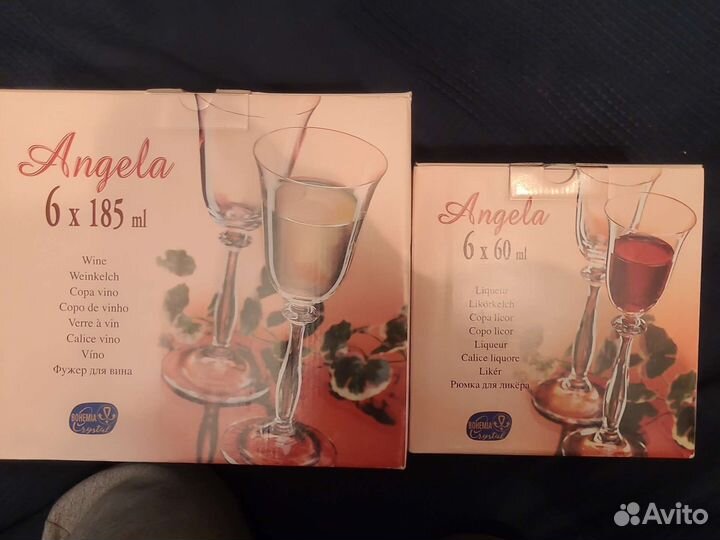 Angela
6 x 185 ml
Wine
Weinkelch
Copa vino
Copo de vinho
Verre à vin
Calice vino
Víno
Фужер для вина
BOHEMIA
Crystal
Angela
6 x 60 ml
Liqueur
Likörkelch
Copa licor
Copo licor
Liqueur
Calice liquore
Likér
Рюмка для ликёра
BOHEMIA
Crystal
Avito